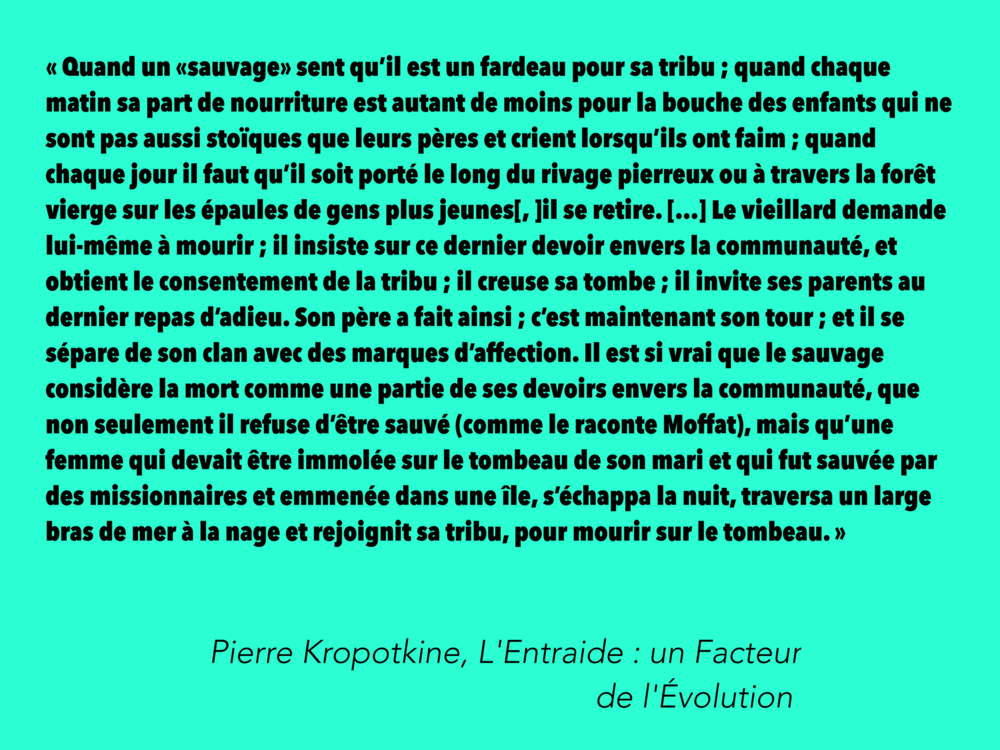 « Quand un «sauvage» sent qu’il est un fardeau pour sa tribu ; quand chaque
matin sa part de nourriture est autant de moins pour la bouche des enfants qui ne
sont pas aussi stoïques que leurs pères et crient lorsqu’ils ont faim ; quand
chaque jour il faut qu’il soit porté le long du rivage pierreux ou à travers la forêt
vierge sur les épaules de gens plus jeunes[, ]il se retire. [...] Le vieillard demande
lui-même à mourir ; il insiste sur ce dernier devoir envers la communauté, et
obtient le consentement de la tribu ; il creuse sa tombe ; il invite ses parents au
dernier repas d’adieu. Son père a fait ainsi ; c’est maintenant son tour ; et il se
sépare de son clan avec des marques d’affection. Il est si vrai que le sauvage
considère la mort comme une partie de ses devoirs envers la communauté, que
non seulement il refuse d’être sauvé (comme le raconte Moffat), mais qu’une
femme qui devait être immolée sur le tombeau de son mari et qui fut sauvée par
des missionnaires et emmenée dans une île, s’échappa la nuit, traversa un large
bras de mer à la nage et rejoignit sa tribu, pour mourir sur le tombeau. »
Pierre Kropotkine, L'Entraide : un Facteur
de l'Évolution